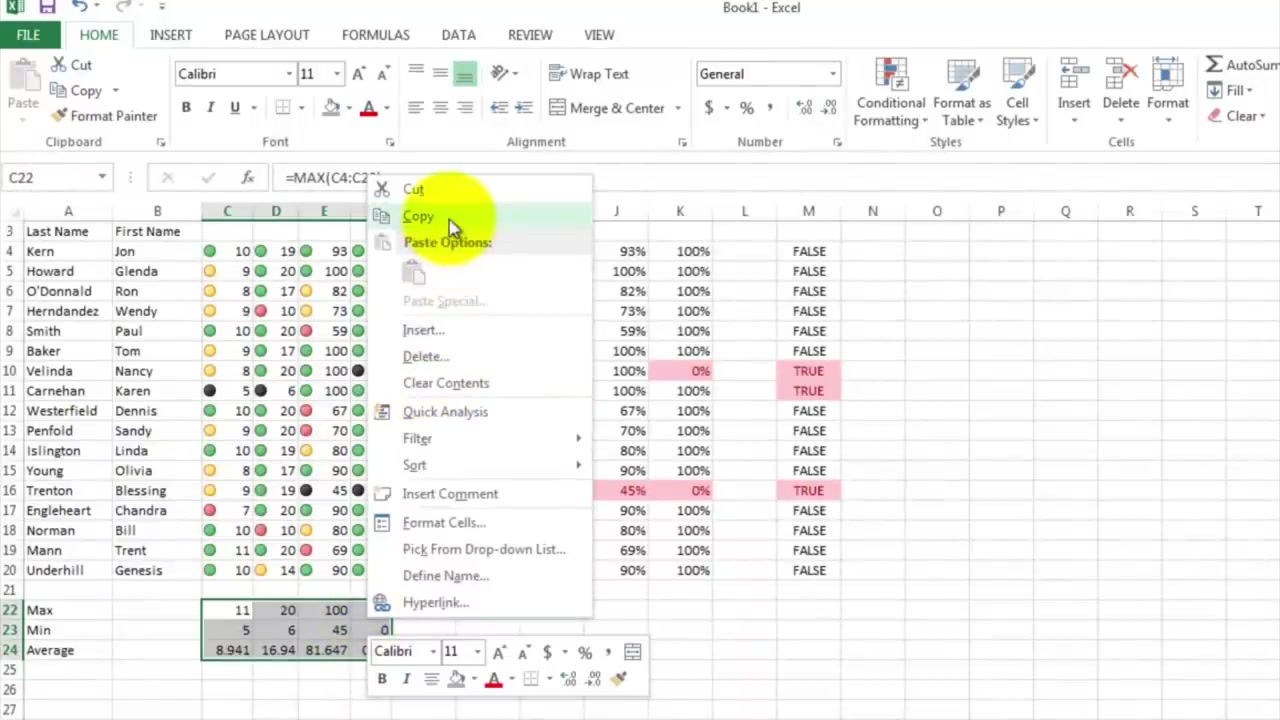 Book1 - Excel
FILE HOME INSERT PAGE LAYOUT FORMULAS DATA REVIEW VIEW
Cut
Copy
Format Painter
Paste
Clipboard
Calibri 11
A A
B I U A
Font
Wrap Text
Merge & Center
Alignment
General
$ % ,
Number
Conditional Formatting
Format as Table
Cell Styles
Styles
Insert Delete Format
Cells
AutoSum
Fill
Clear
C22 fx =MAX(C4:C2
A B C D E J K L M N O P Q R S T
3 Last Name First Name
4 Kern Jon 10 19 93 93% 100% FALSE
5 Howard Glenda 9 20 100 100% 100% FALSE
6 O'Donnald Ron 8 17 82 82% 100% FALSE
7 Herndandez Wendy 9 10 73 73% 100% FALSE
8 Smith Paul 10 20 59 59% 100% FALSE
9 Baker Tom 9 17 100 100% 100% FALSE
10 Velinda Nancy 8 20 100 100% 0% TRUE
11 Carnehan Karen 5 6 100 100% 100% TRUE
12 Westerfield Dennis 10 20 67 67% 100% FALSE
13 Penfold Sandy 9 20 70 70% 100% FALSE
14 Islington Linda 10 19 80 80% 100% FALSE
15 Young Olivia 8 17 90 90% 100% FALSE
16 Trenton Blessing 9 19 45 45% 0% TRUE
17 Engleheart Chandra 7 20 90 90% 100% FALSE
18 Norman Bill 10 10 80 80% 100% FALSE
19 Mann Trent 11 20 69 69% 100% FALSE
20 Underhill Genesis 10 14 90 90% 100% FALSE
21
22 Max 11 20 100
23 Min 5 6 45 0
24 Average 8.941 16.94 81.647
25
26
27
Cut
Copy
Paste Options:
Paste Special...
Insert...
Delete...
Clear Contents
Quick Analysis
Filter
Sort
Insert Comment
Format Cells...
Pick From Drop-down List...
Define Name...
Hyperlink...
Calibri 11 A A $ % ,
B I A